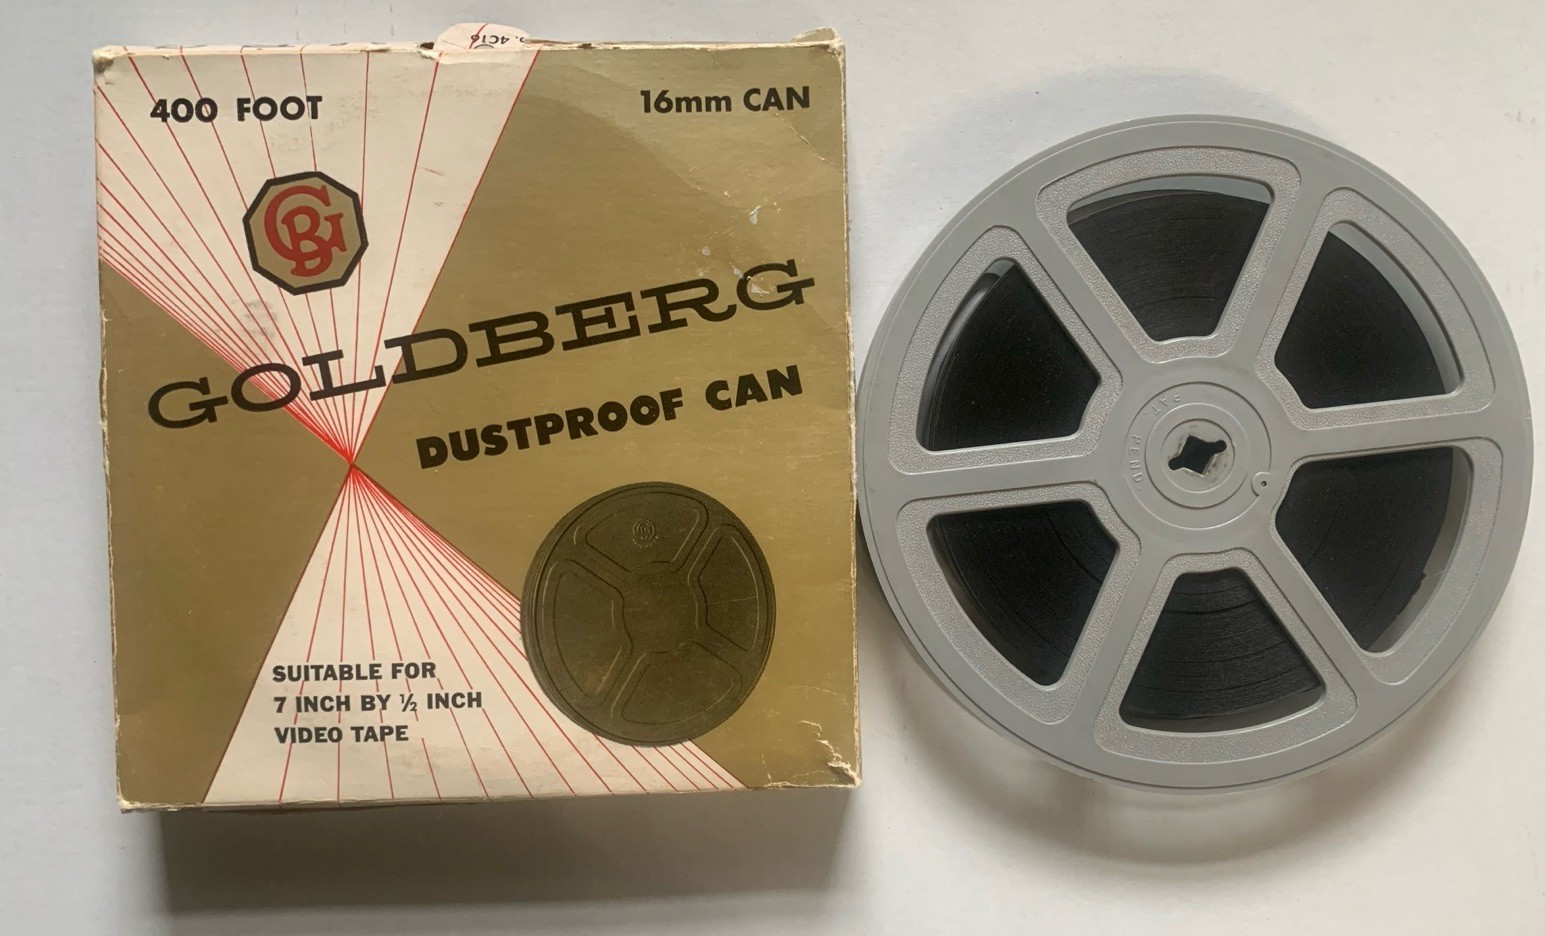 400 FOOT
16mm CAN
GOLDBERG
DUSTPROOF CAN
SUITABLE FOR
7 INCH BY ½ INCH
VIDEO TAPE
. 4C16
PAT.
PEND